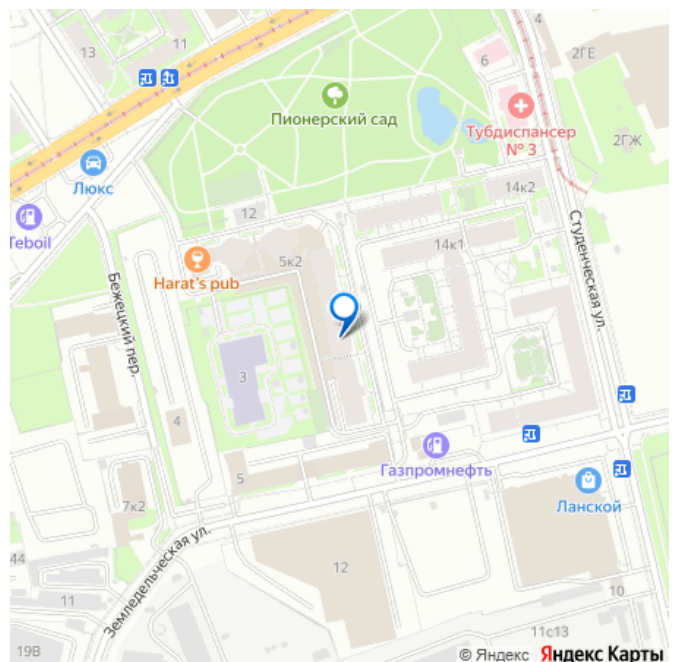 4
11
13
2ГЕ
6
Пионерский сад
Тубдиспансер
№ 3
2ГЖ
Люкс
14к2
12
Teboil
Студенческая ул.
14к1
5к2
Harat's pub
Бежецкий пер.
3
4
Газпромнефть
5
Ланской
7к2
Земледельческая ул.
44
12
10
11
11с13
19В
© Яндекс Яндекс Карты